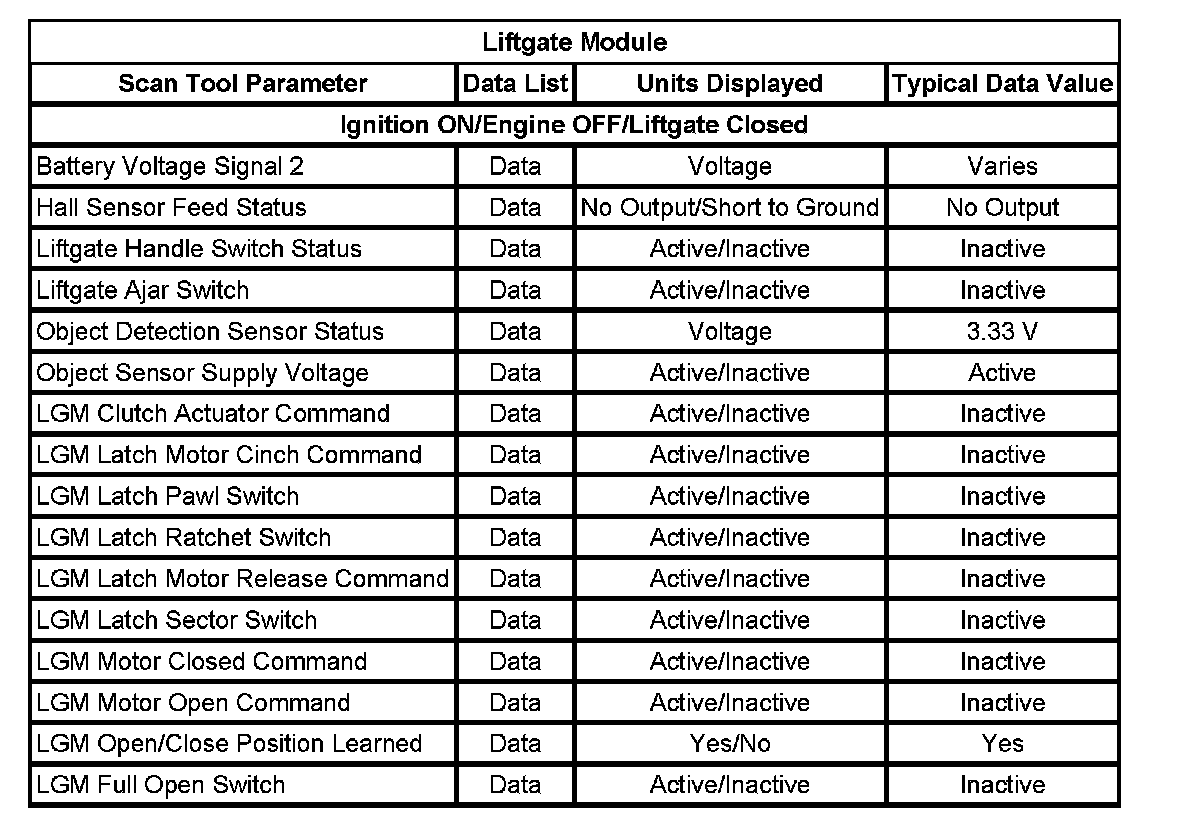 Liftgate Module
Scan Tool Parameter Data List Units Displayed Typical Data Value
Ignition ON/Engine OFF/Liftgate Closed
Battery Voltage Signal 2 Data Voltage Varies
Hall Sensor Feed Status Data No Output/Short to Ground No Output
Liftgate Handle Switch Status Data Active/Inactive Inactive
Liftgate Ajar Switch Data Active/Inactive Inactive
Object Detection Sensor Status Data Voltage 3.33 V
Object Sensor Supply Voltage Data Active/Inactive Active
LGM Clutch Actuator Command Data Active/Inactive Inactive
LGM Latch Motor Cinch Command Data Active/Inactive Inactive
LGM Latch Pawl Switch Data Active/Inactive Inactive
LGM Latch Ratchet Switch Data Active/Inactive Inactive
LGM Latch Motor Release Command Data Active/Inactive Inactive
LGM Latch Sector Switch Data Active/Inactive Inactive
LGM Motor Closed Command Data Active/Inactive Inactive
LGM Motor Open Command Data Active/Inactive Inactive
LGM Open/Close Position Learned Data Yes/No Yes
LGM Full Open Switch Data Active/Inactive Inactive